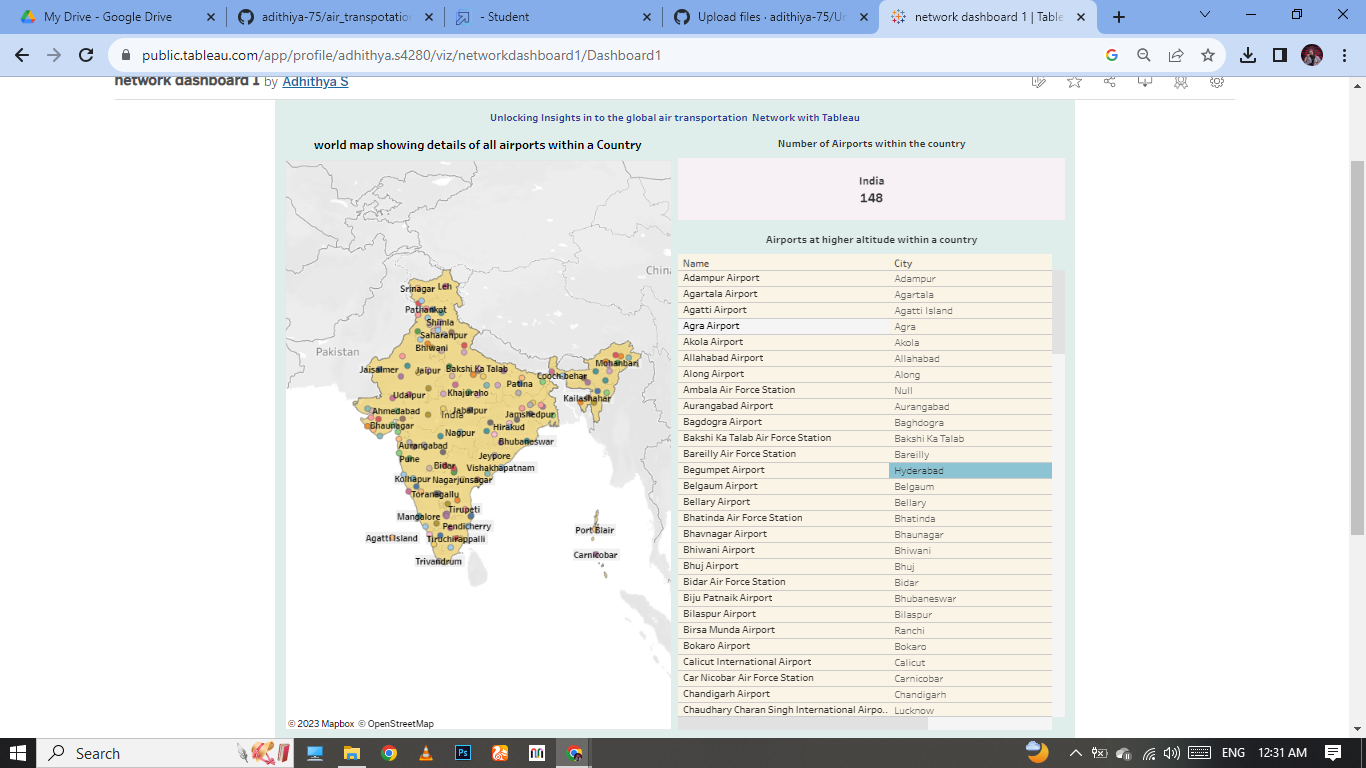 My Drive - Google Drive
adithiya-75/air_transpotatio
- Student
Upload files · adithiya-75/Ur
network dashboard 1 | Table
public.tableau.com/app/profile/adhithya.s4280/viz/networkdashboard1/Dashboard1
network dashboard 1 by Adhithya S
Unlocking Insights in to the global air transportation Network with Tableau
world map showing details of all airports within a Country
Number of Airports within the country
India
148
Airports at higher altitude within a country
Name City
Adampur Airport Adampur
Agartala Airport Agartala
Agatti Airport Agatti Island
Agra Airport Agra
Akola Airport Akola
Allahabad Airport Allahabad
Along Airport Along
Ambala Air Force Station Null
Aurangabad Airport Aurangabad
Bagdogra Airport Baghdogra
Bakshi Ka Talab Air Force Station Bakshi Ka Talab
Bareilly Air Force Station Bareilly
Begumpet Airport Hyderabad
Belgaum Airport Belgaum
Bellary Airport Bellary
Bhatinda Air Force Station Bhatinda
Bhavnagar Airport Bhaunagar
Bhiwani Airport Bhiwani
Bhuj Airport Bhuj
Bidar Air Force Station Bidar
Biju Patnaik Airport Bhubaneswar
Bilaspur Airport Bilaspur
Birsa Munda Airport Ranchi
Bokaro Airport Bokaro
Calicut International Airport Calicut
Car Nicobar Air Force Station Carnicobar
Chandigarh Airport Chandigarh
Chaudhary Charan Singh International Airpo.. Lucknow
China
Srinagar Leh
Pathankot
Shimla
Saharanpur
Bhiwani
Pakistan
Mohanbari
Jaisalmer Jaipur Bakshi Ka Talab
Cooch-behar
Patina
Udaipur Khajuraho
Kailashahar
Ahmedabad India Jabalpur Jamshedpur
Bhaunagar Hirakud
Nagpur
Bhubaneswar
Aurangabad
Jeypore
Pune Bidar Vishakhapatnam
Kolhapur Nagarjunsagar
Toranagallu
Tirupeti
Mangalore
Pendicherry
Port Blair
Agatti Island Tiruchirappalli
Carnicobar
Trivandrum
© 2023 Mapbox © OpenStreetMap
Search
Ps
ENG
12:31 AM